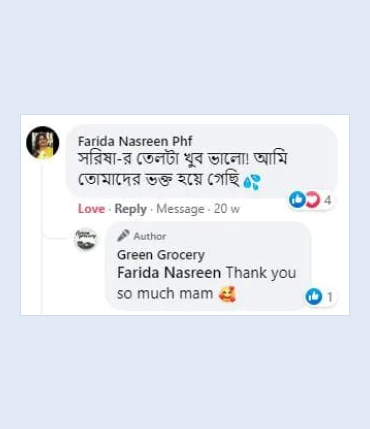 Farida Nasreen Phf
সরিষা-র তেলটা খুব ভালো! আমি
তোমাদের ভক্ত হয়ে গেছি 💦
4
Love · Reply · Message · 20 w
Author
Green Grocery
Farida Nasreen Thank you
so much mam 🥰
1